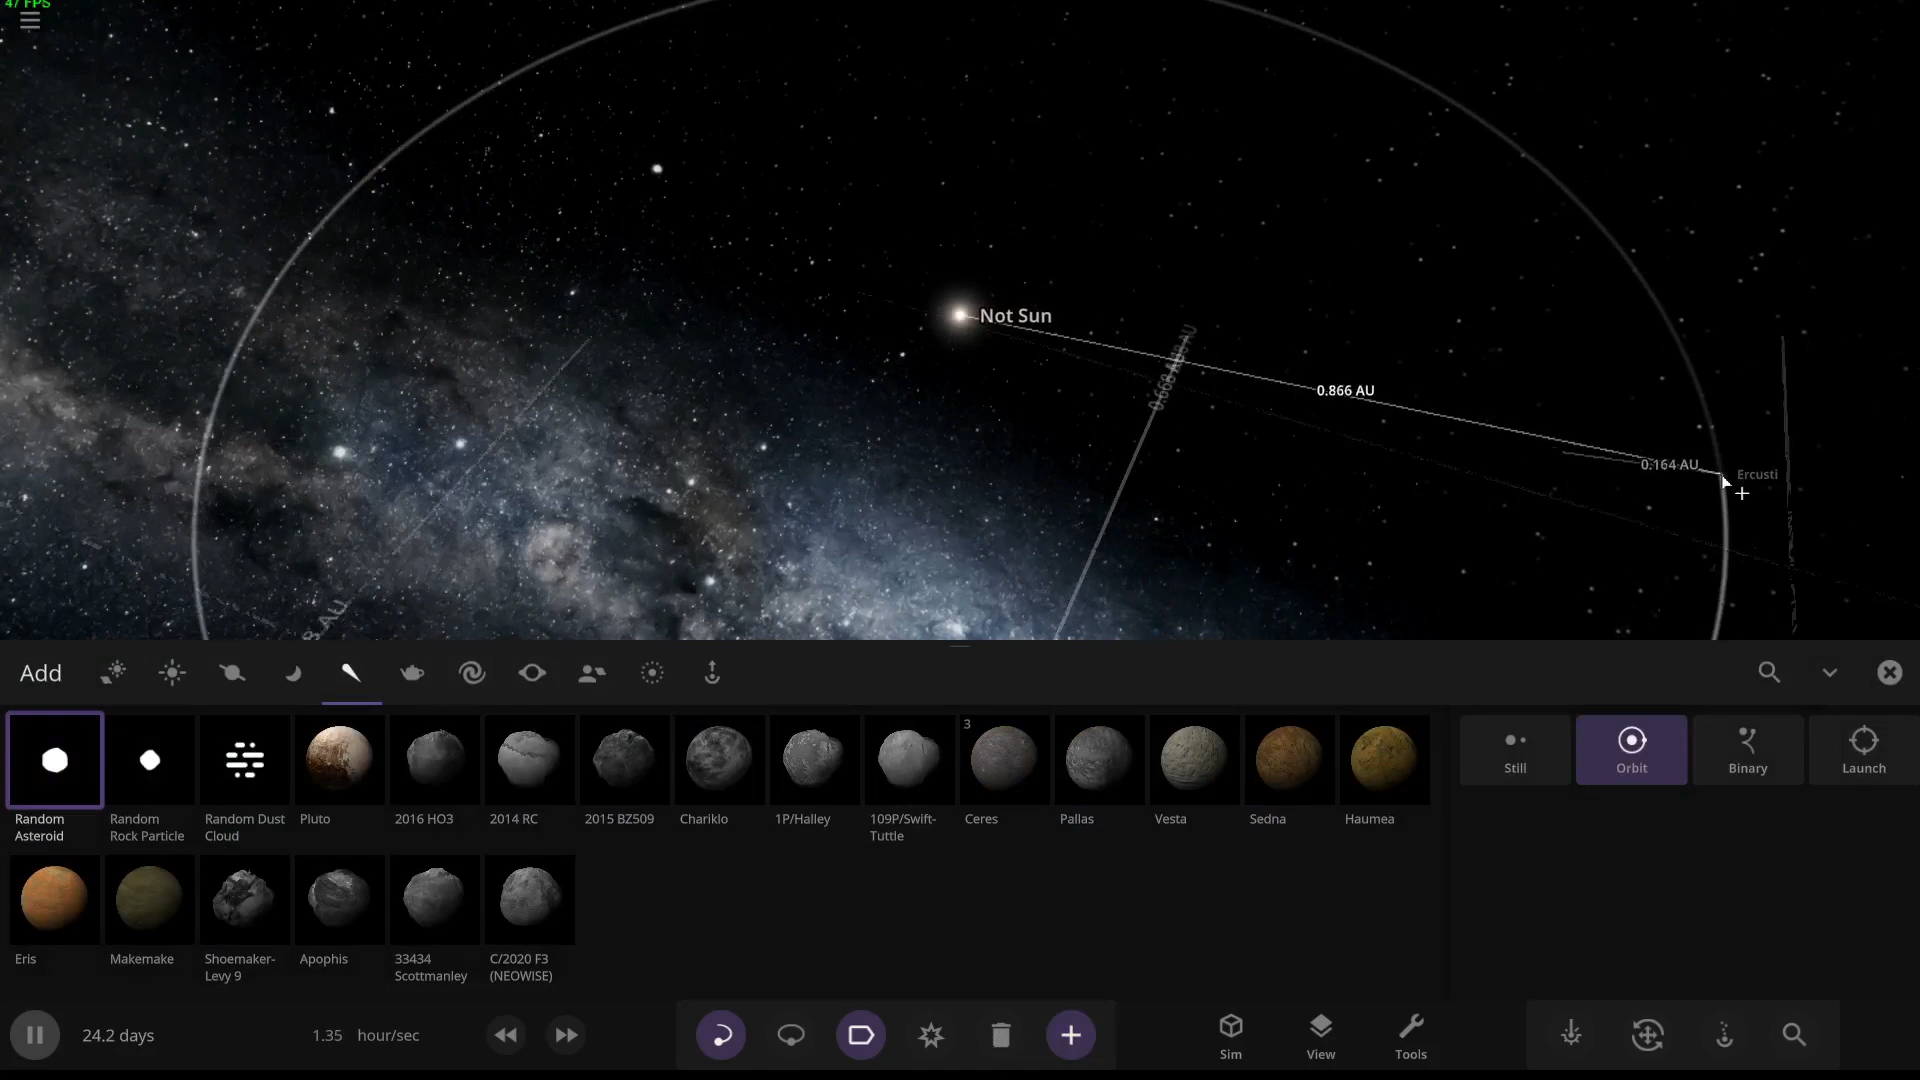 47 FPS
Not Sun
0.866 AU
0.164 AU
Ercusti
Add
Random
Asteroid
Random
Rock Particle
Random Dust
Cloud
Pluto
2016 HO3
2014 RC
2015 BZ509
Chariklo
1P/Halley
109P/Swift-
Tuttle
3
Ceres
Pallas
Vesta
Sedna
Haumea
Still
Orbit
Binary
Launch
Eris
Makemake
Shoemaker-
Levy 9
Apophis
33434
Scottmanley
C/2020 F3
(NEOWISE)
24.2 days
1.35 hour/sec
Sim
View
Tools